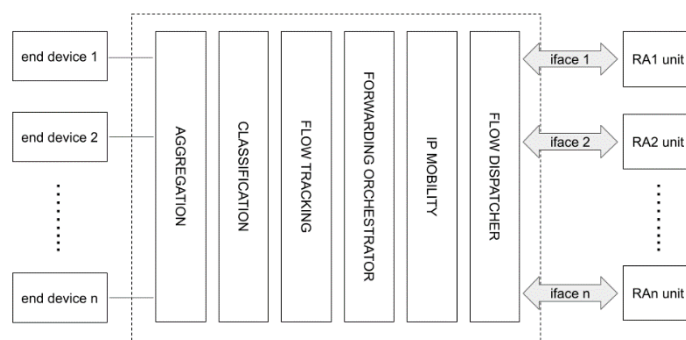 end device 1
end device 2
end device n
AGGREGATION
CLASSIFICATION
FLOW TRACKING
FORWARDING ORCHESTRATOR
IP MOBILITY
FLOW DISPATCHER
iface 1
iface 2
iface n
RA1 unit
RA2 unit
RAn unit